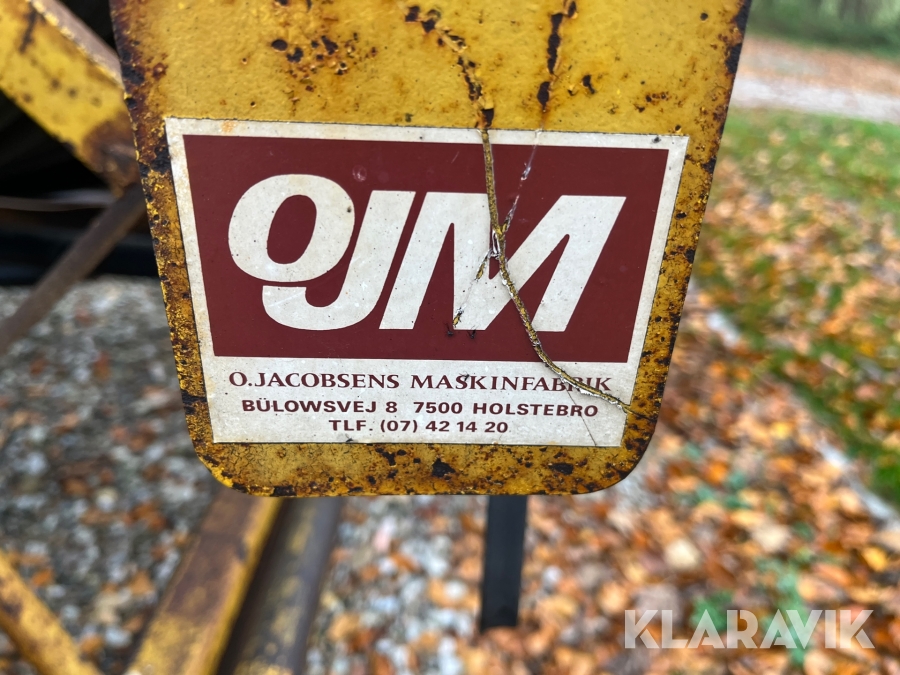 OJM
O.JACOBSENS MASKINFABRIK
BÜLOWSVEJ 8 7500 HOLSTEBRO
TLF. (07) 42 14 20
KLARAVIK